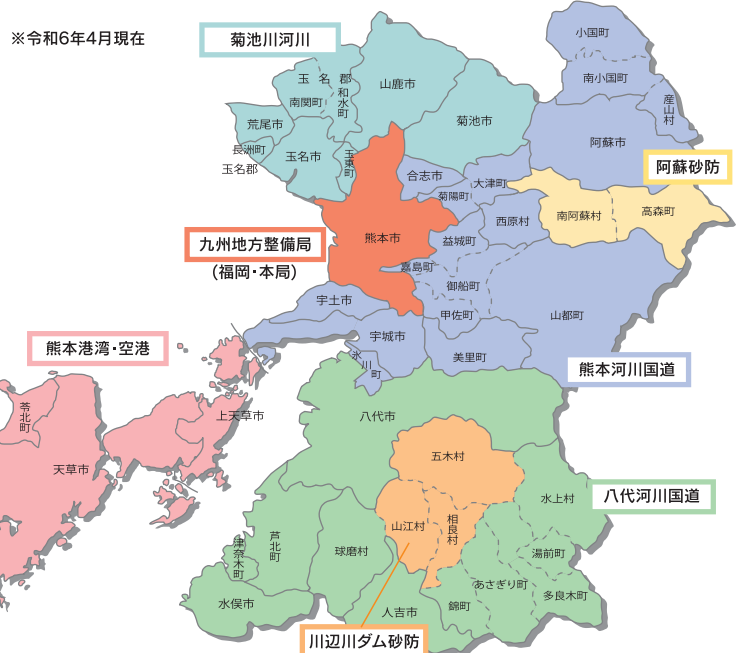 ※令和6年4月現在
菊池川河川
小国町
南小国町
産山村
玉名郡
南関町
和水町
山鹿市
菊池市
荒尾市
長洲町
玉名郡
玉名市
玉東町
阿蘇市
阿蘇砂防
合志市
菊陽町
大津町
西原村
南阿蘇村
高森町
九州地方整備局
(福岡・本局)
熊本市
益城町
嘉島町
御船町
甲佐町
山都町
宇土市
宇城市
氷川町
美里町
熊本港湾・空港
熊本河川国道
苓北町
上天草市
天草市
八代市
五木村
水上村
八代河川国道
山江村
相良村
湯前町
多良木町
あさぎり町
錦町
芦北町
津奈木町
球磨村
水俣市
人吉市
川辺川ダム砂防